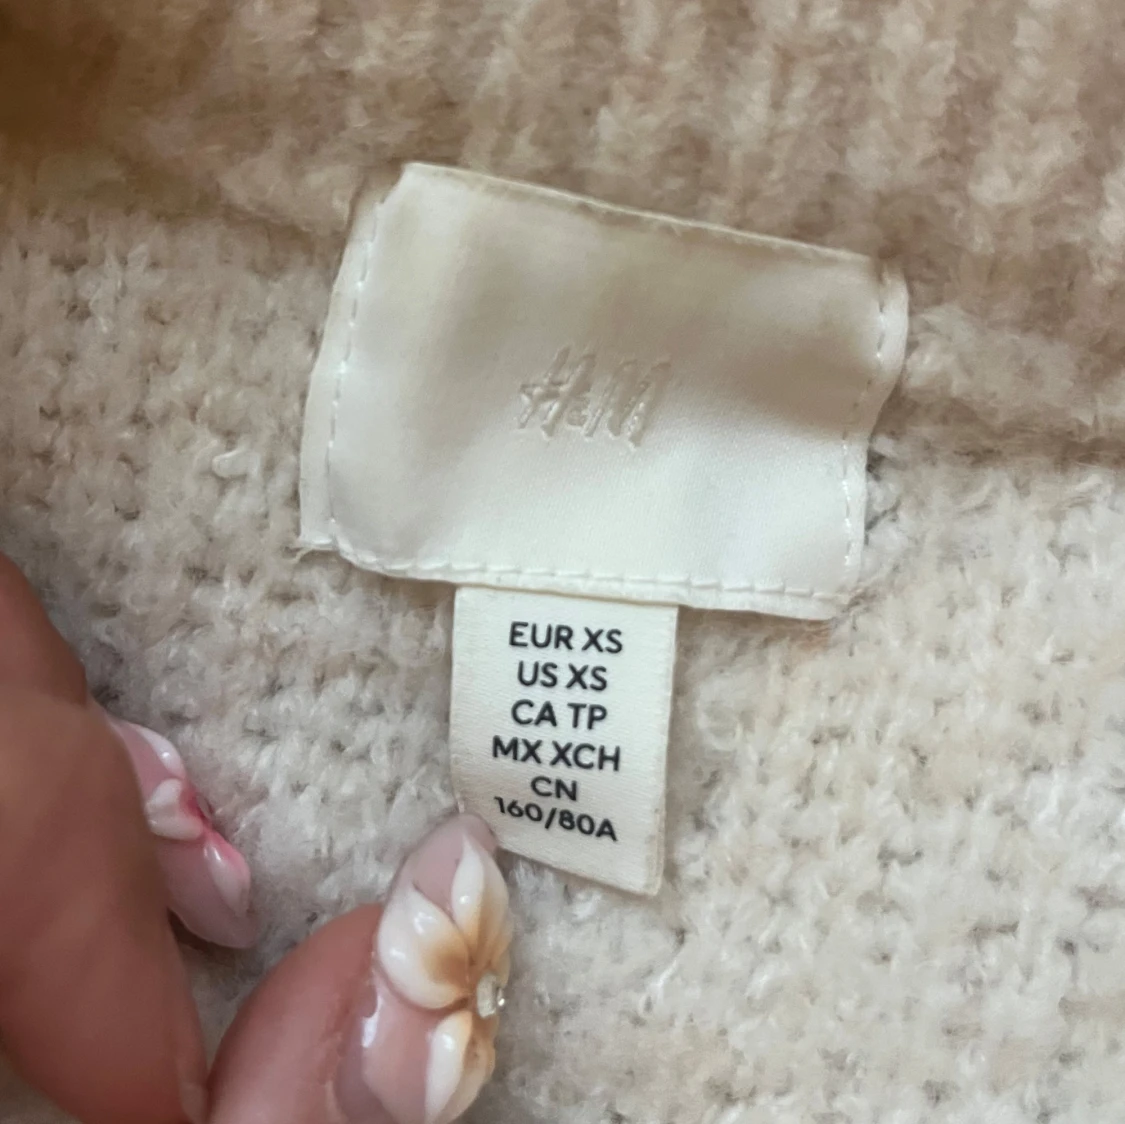 H&M
EUR XS
US XS
CA TP
MX XCH
CN
160/80A